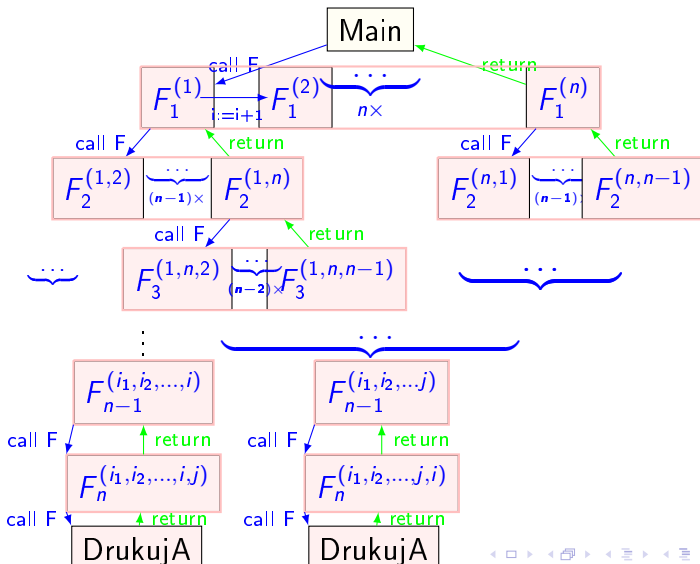 Main
call F return
F_1^{(1)} i:=i+1 F_1^{(2)} ... n× F_1^{(n)}
call F return call F return
F_2^{(1,2)} ... (n−1)× F_2^{(1,n)} F_2^{(n,1)} ... (n−1) F_2^{(n,n−1)}
call F return
... F_3^{(1,n,2)} ... (n−2)× F_3^{(1,n,n−1)} ...
⋮ ...
F_{n−1}^{(i_1,i_2,...,i)} F_{n−1}^{(i_1,i_2,...j)}
call F return call F return
F_n^{(i_1,i_2,...,i,j)} F_n^{(i_1,i_2,...,j,i)}
call F return call F return
DrukujA DrukujA